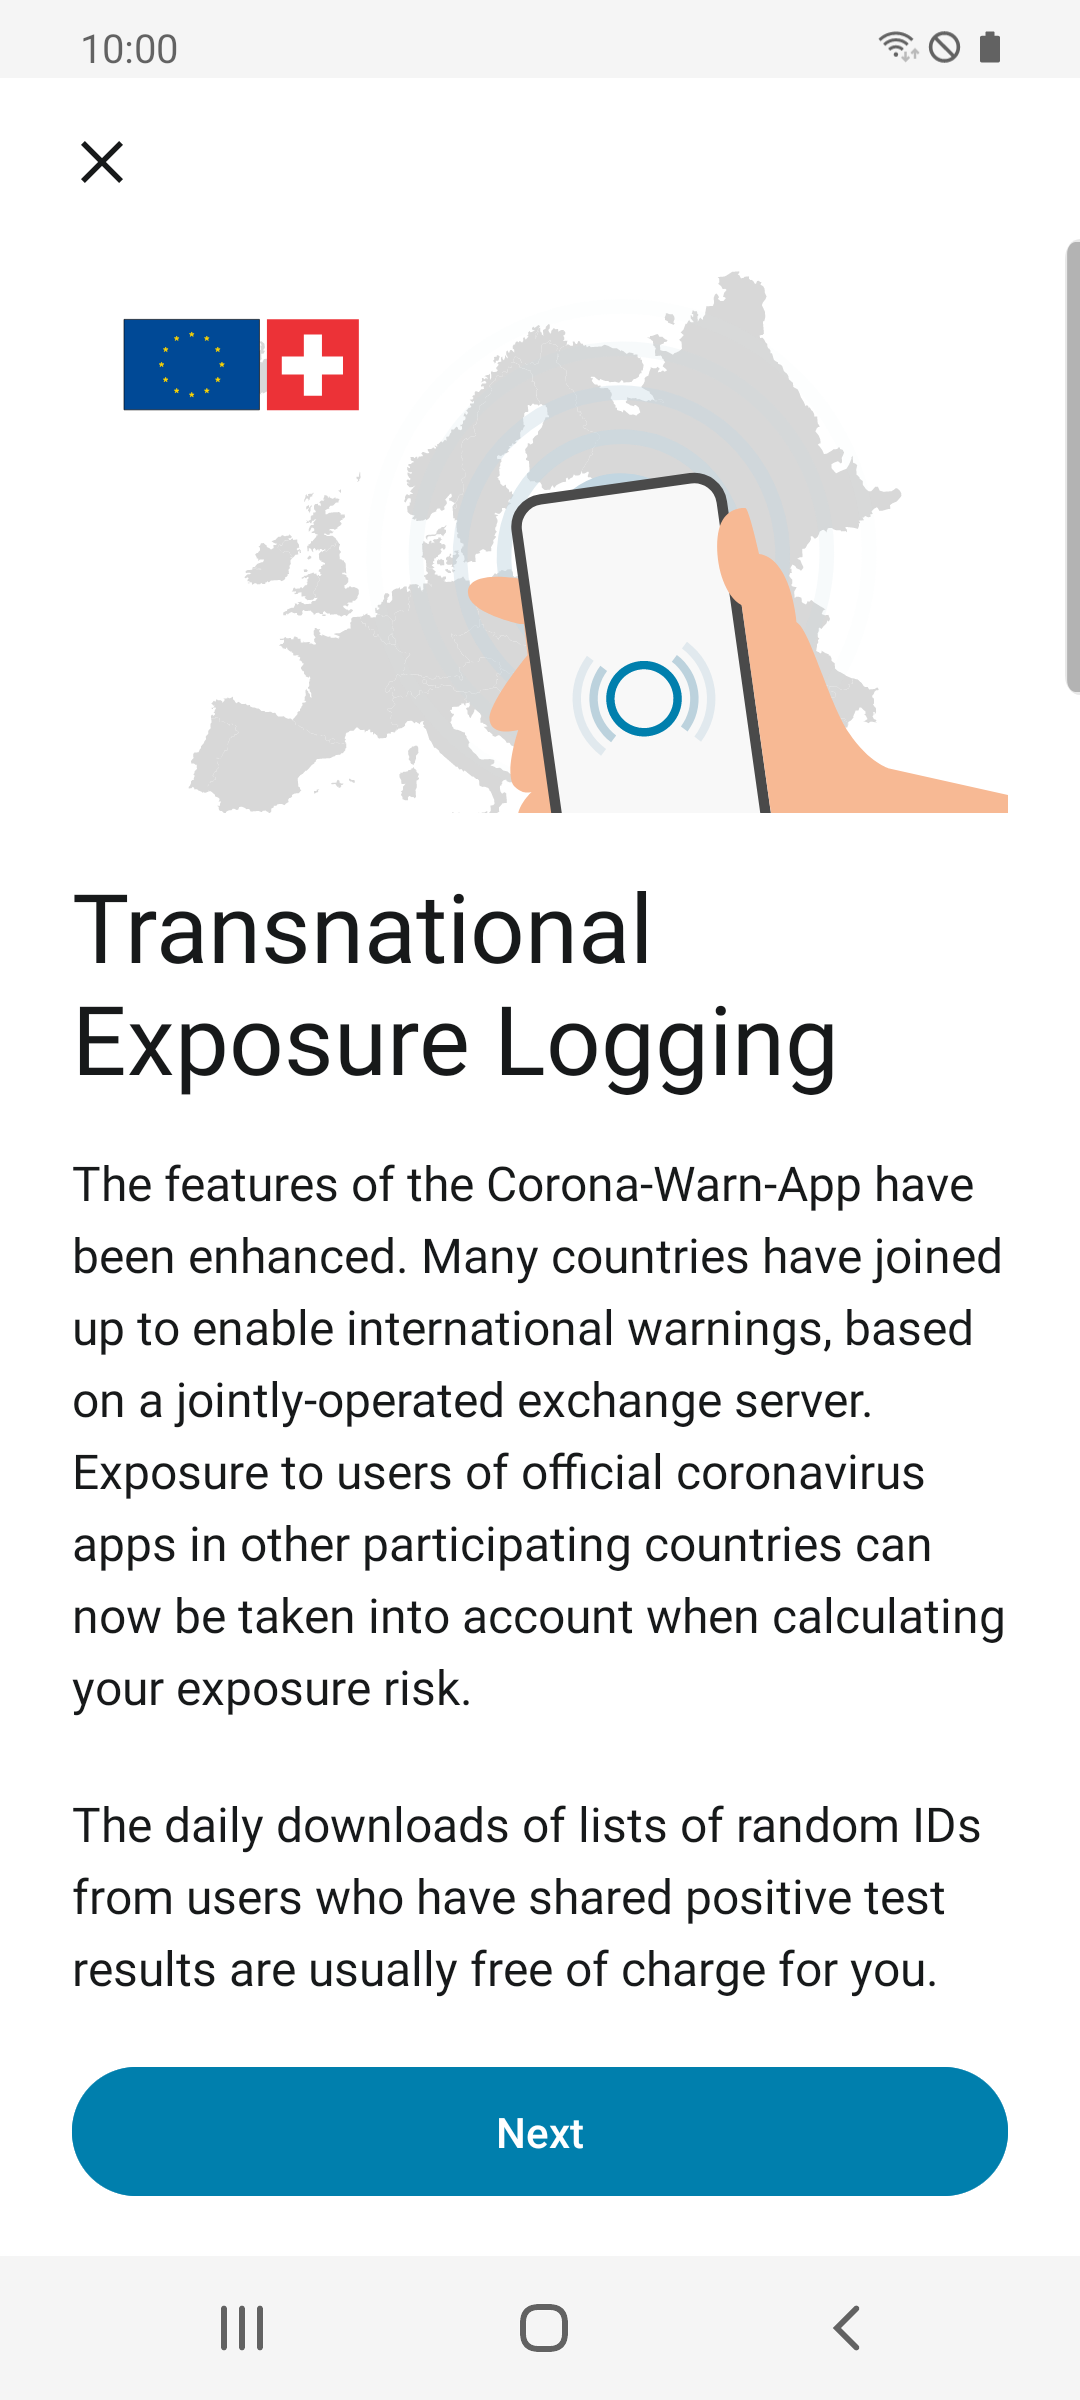 10:00
Transnational
Exposure Logging
The features of the Corona-Warn-App have
been enhanced. Many countries have joined
up to enable international warnings, based
on a jointly-operated exchange server.
Exposure to users of official coronavirus
apps in other participating countries can
now be taken into account when calculating
your exposure risk.
The daily downloads of lists of random IDs
from users who have shared positive test
results are usually free of charge for you.
Next